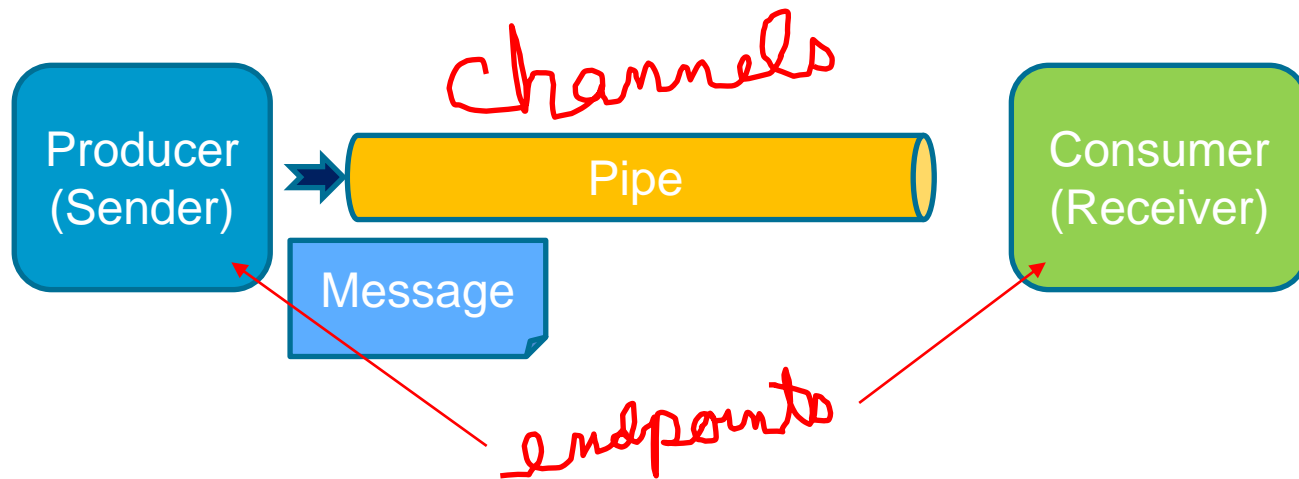 channels
Producer
(Sender)
Pipe
Consumer
(Receiver)
Message
endpoints